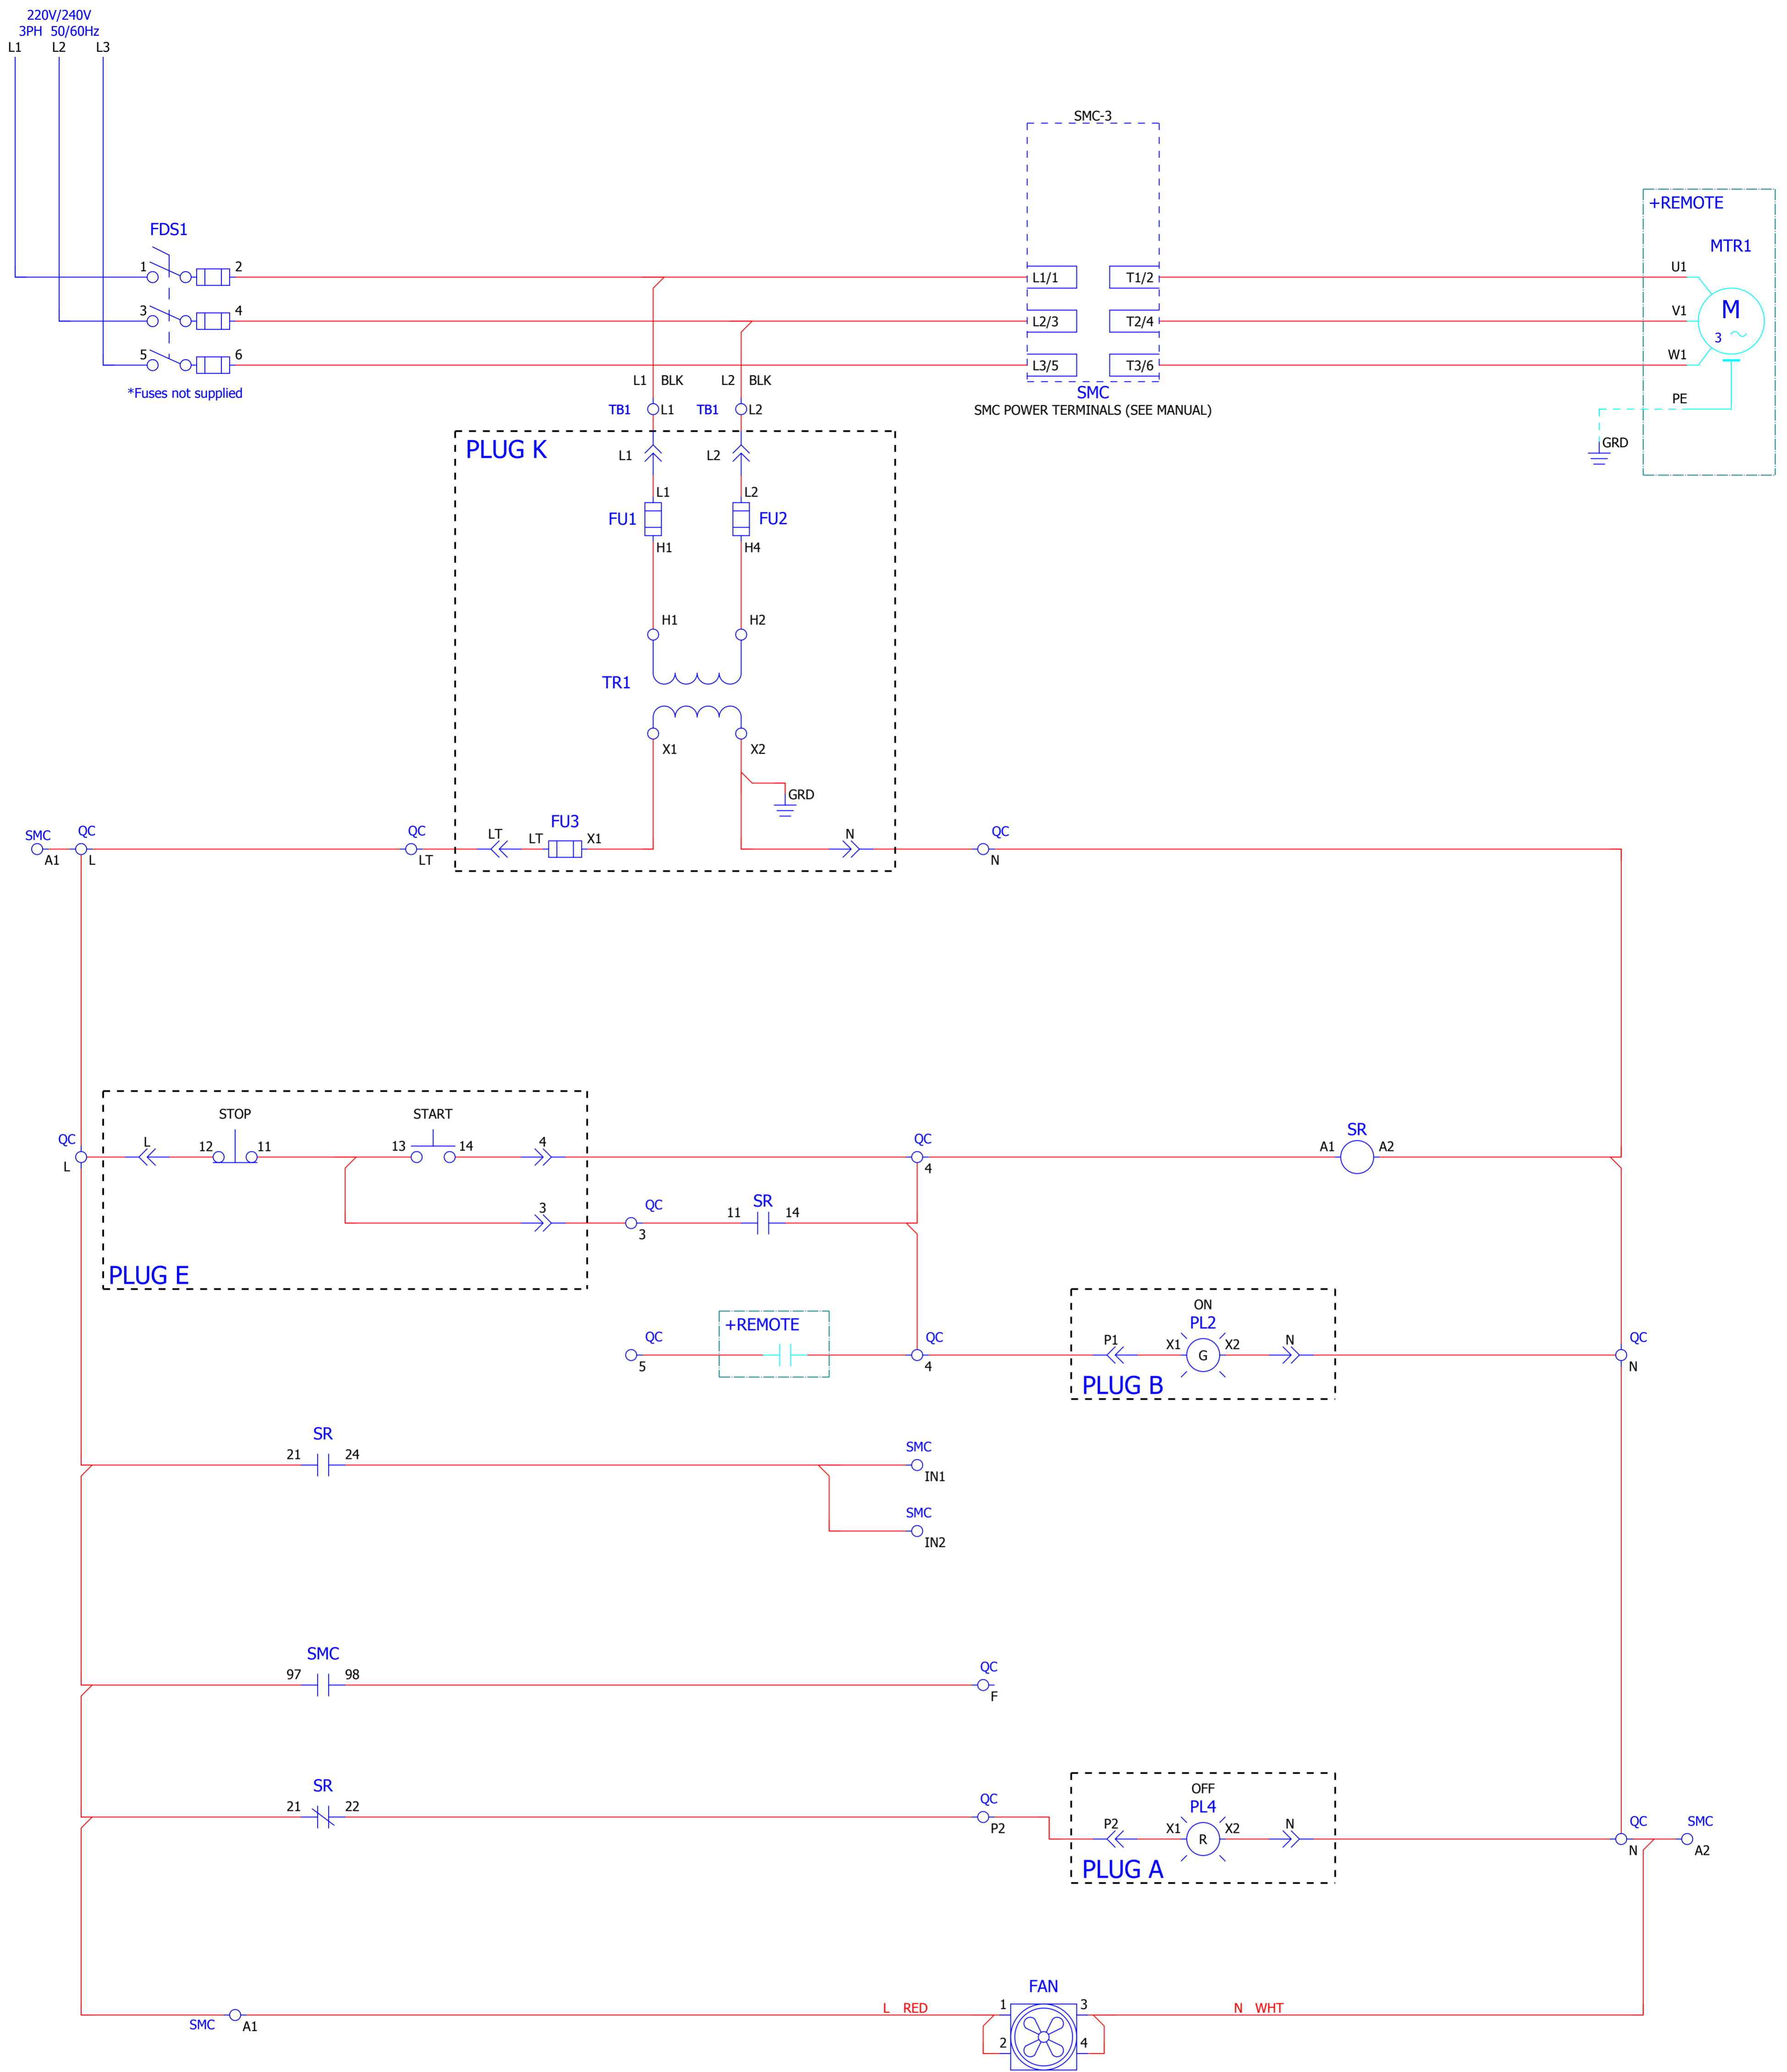 220V/240V
3PH 50/60Hz
L1 L2 L3
SMC-3
+REMOTE
FDS1
MTR1
1 2 L1/1 T1/2 U1
3 4 L2/3 T2/4 V1
M
3
5 6 L3/5 T3/6 W1
*Fuses not supplied
L1 BLK L2 BLK
SMC
PE
TB1 L1 TB1 L2
SMC POWER TERMINALS (SEE MANUAL)
PLUG K
L1 L2
GRD
L1 L2
FU1 FU2
H1 H4
H1 H2
TR1
X1 X2
GRD
FU3
SMC QC QC LT LT X1 N QC
A1 L LT N
STOP START
QC L 12 11 13 14 4 QC SR
A1 A2
L 4
3 QC 11 SR 14
3
PLUG E
ON
+REMOTE
PL2
QC QC P1 X1 G X2 N QC
5 4 N
PLUG B
SR
21 24 SMC
IN1
SMC
IN2
SMC
97 98 QC
F
SR
21 22 QC
P2
OFF
PL4
P2 X1 R X2 N QC SMC
N A2
PLUG A
FAN
L RED 1 3 N WHT
SMC A1
2 4